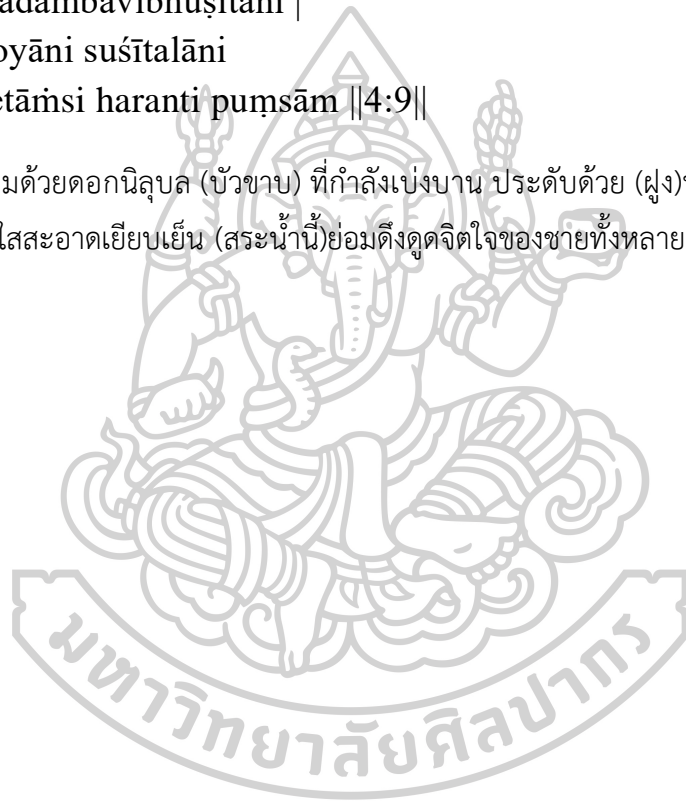 adambavibhuṣitāni |
oyāni suśītalāni
etāṁsi haranti puṃsām ||4:9||
มด้วยดอกนิลุบล (บัวขาบ) ที่กำลังเบ่งบาน ประดับด้วย (ฝูง)
ใสสะอาดเยียบเย็น (สระน้ำนี้)ย่อมดึงดูดจิตใจของชายทั้งหลาย
มหาวิทยาลัยศิลปากร